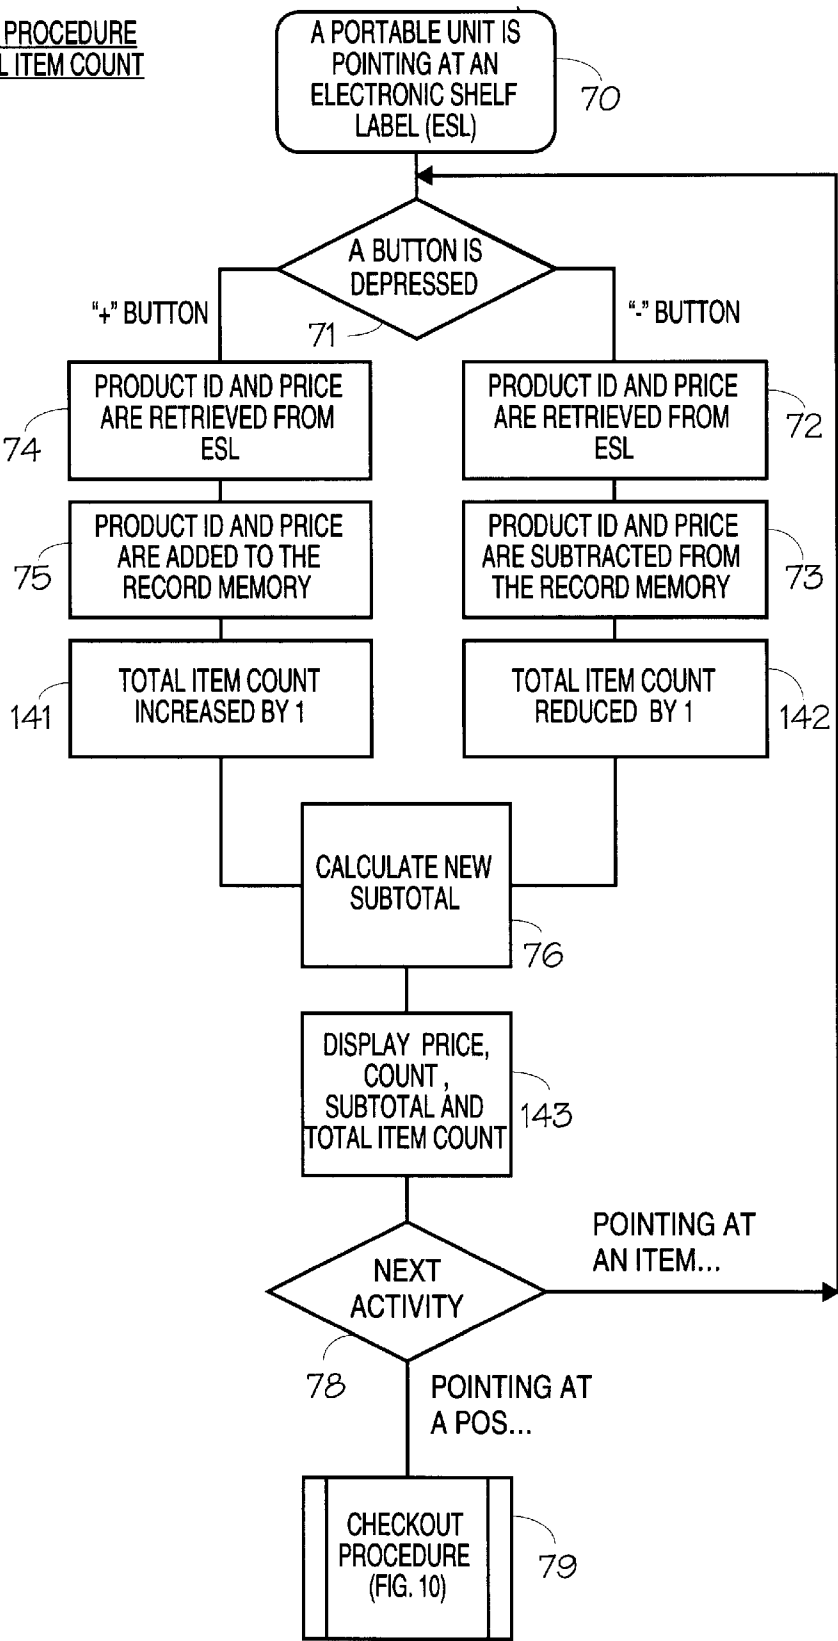 PROCEDURE
ITEM COUNT
A PORTABLE UNIT IS
POINTING AT AN
ELECTRONIC SHELF
LABEL (ESL)
70
A BUTTON IS
DEPRESSED
71
"+" BUTTON
"-" BUTTON
PRODUCT ID AND PRICE
ARE RETRIEVED FROM
ESL
74
PRODUCT ID AND PRICE
ARE RETRIEVED FROM
ESL
72
PRODUCT ID AND PRICE
ARE ADDED TO THE
RECORD MEMORY
75
PRODUCT ID AND PRICE
ARE SUBTRACTED FROM
THE RECORD MEMORY
73
TOTAL ITEM COUNT
INCREASED BY 1
141
TOTAL ITEM COUNT
REDUCED BY 1
142
CALCULATE NEW
SUBTOTAL
76
DISPLAY PRICE,
COUNT ,
SUBTOTAL AND
TOTAL ITEM COUNT
143
NEXT
ACTIVITY
78
POINTING AT
AN ITEM...
POINTING AT
A POS...
CHECKOUT
PROCEDURE
(FIG. 10)
79